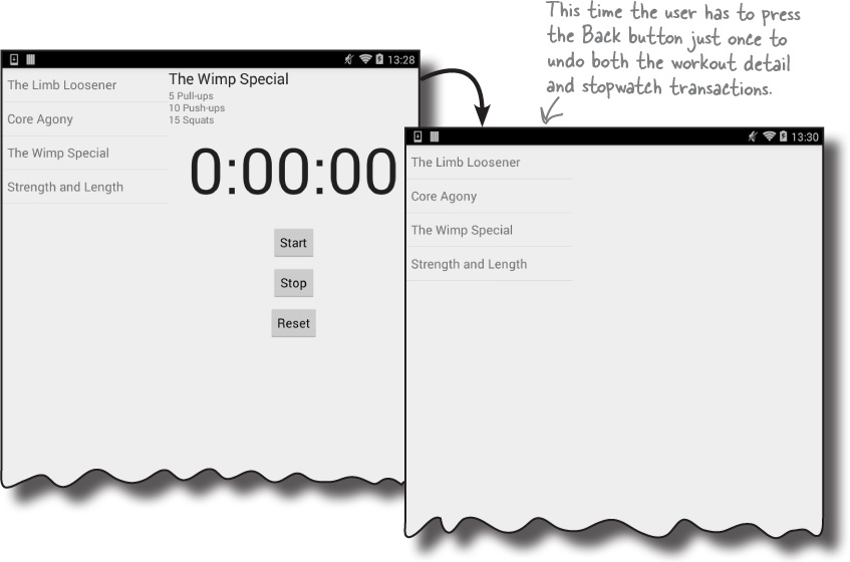 This time the user has to press
the Back button just once to
undo both the workout detail
and stopwatch transactions.
13:28
The Limb Loosener
Core Agony
The Wimp Special
Strength and Length
The Wimp Special
5 Pull-ups
10 Push-ups
15 Squats
0:00:00
Start
Stop
Reset
13:30
The Limb Loosener
Core Agony
The Wimp Special
Strength and Length